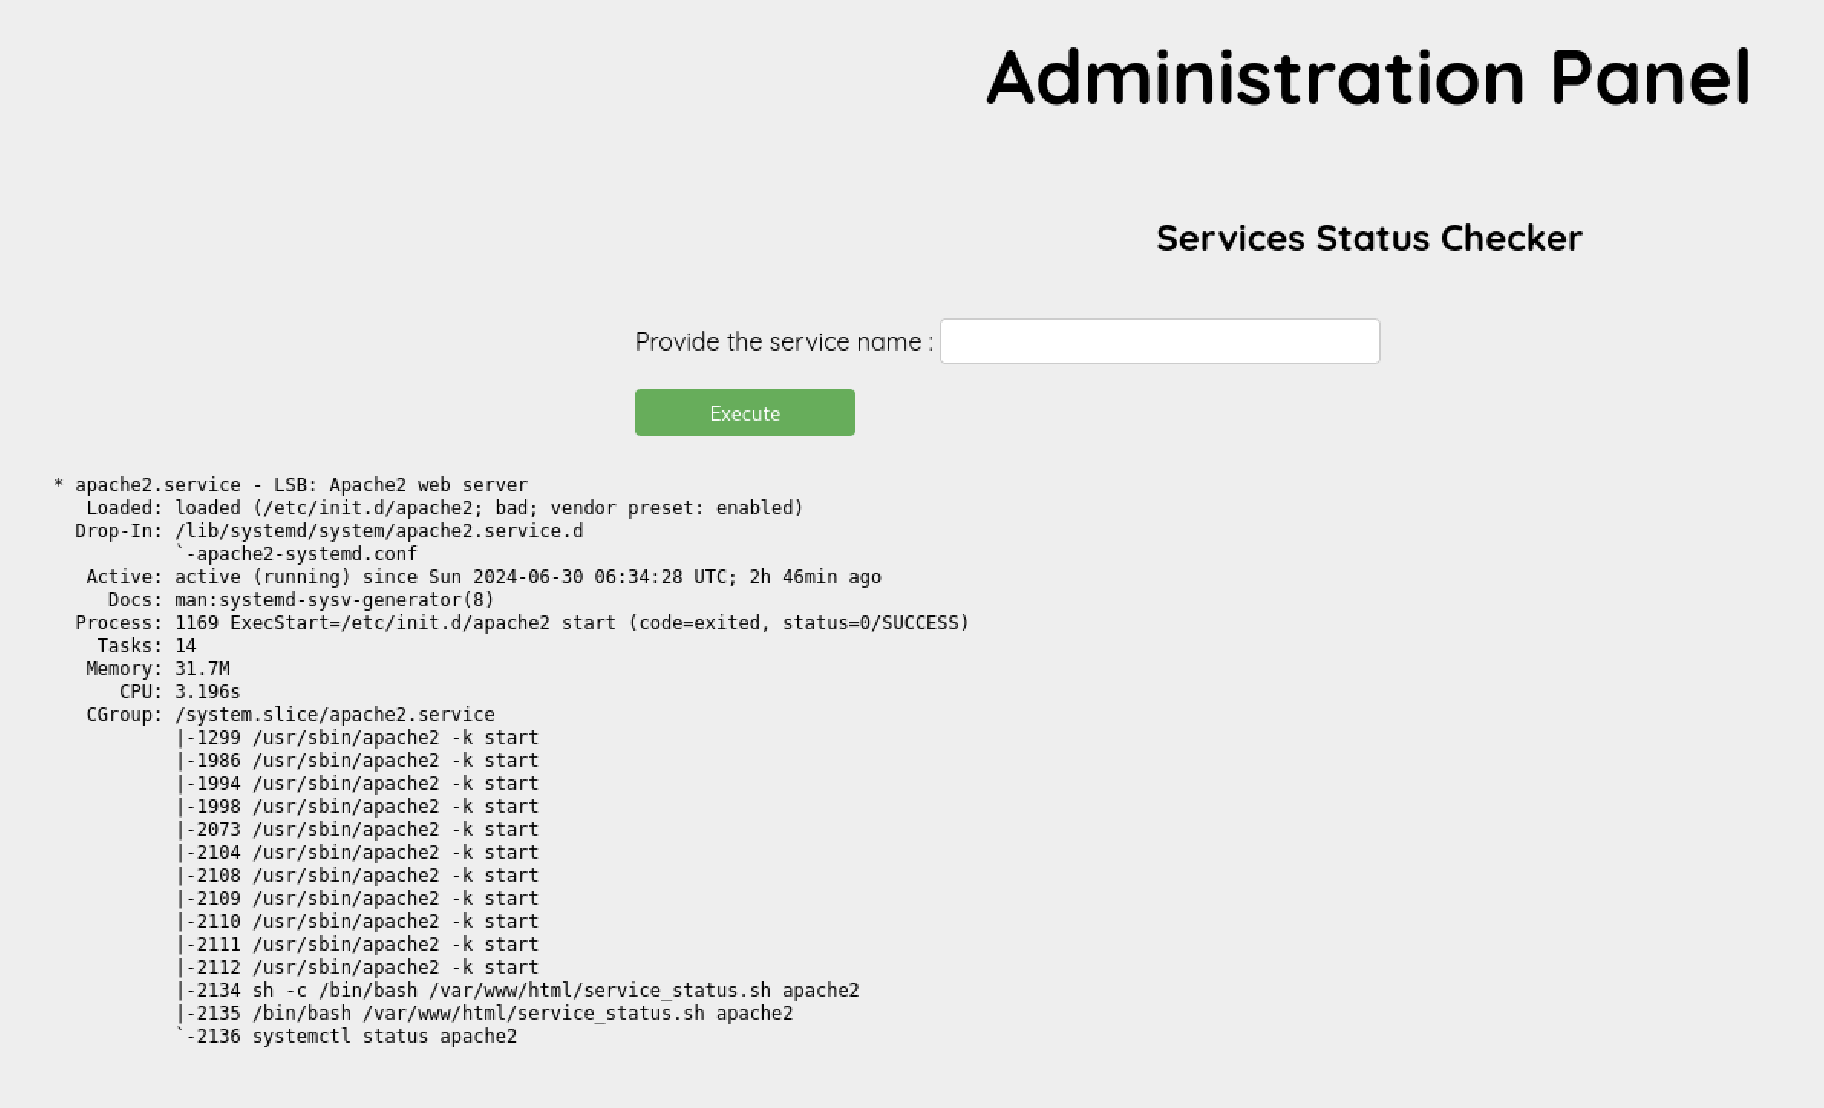 Administration Panel
Services Status Checker
Provide the service name :
Execute
* apache2.service - LSB: Apache2 web server
   Loaded: loaded (/etc/init.d/apache2; bad; vendor preset: enabled)
  Drop-In: /lib/systemd/system/apache2.service.d
           `-apache2-systemd.conf
   Active: active (running) since Sun 2024-06-30 06:34:28 UTC; 2h 46min ago
     Docs: man:systemd-sysv-generator(8)
  Process: 1169 ExecStart=/etc/init.d/apache2 start (code=exited, status=0/SUCCESS)
    Tasks: 14
   Memory: 31.7M
      CPU: 3.196s
   CGroup: /system.slice/apache2.service
           |-1299 /usr/sbin/apache2 -k start
           |-1986 /usr/sbin/apache2 -k start
           |-1994 /usr/sbin/apache2 -k start
           |-1998 /usr/sbin/apache2 -k start
           |-2073 /usr/sbin/apache2 -k start
           |-2104 /usr/sbin/apache2 -k start
           |-2108 /usr/sbin/apache2 -k start
           |-2109 /usr/sbin/apache2 -k start
           |-2110 /usr/sbin/apache2 -k start
           |-2111 /usr/sbin/apache2 -k start
           |-2112 /usr/sbin/apache2 -k start
           |-2134 sh -c /bin/bash /var/www/html/service_status.sh apache2
           |-2135 /bin/bash /var/www/html/service_status.sh apache2
           `-2136 systemctl status apache2